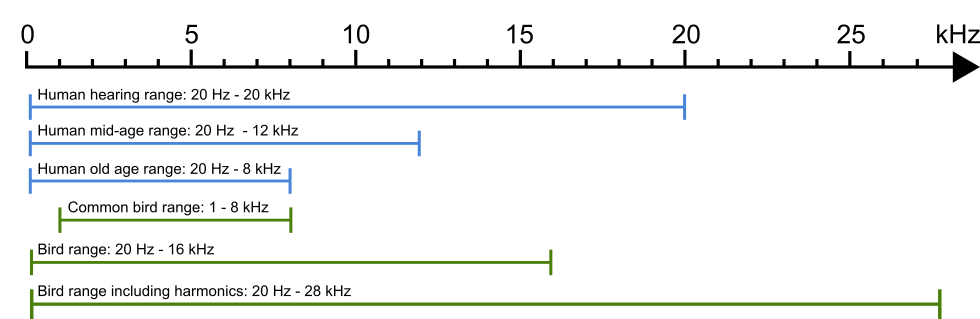 0 5 10 15 20 25 kHz
Human hearing range: 20 Hz - 20 kHz
Human mid-age range: 20 Hz  - 12 kHz
Human old age range: 20 Hz - 8 kHz
Common bird range: 1 - 8 kHz
Bird range: 20 Hz - 16 kHz
Bird range including harmonics: 20 Hz - 28 kHz